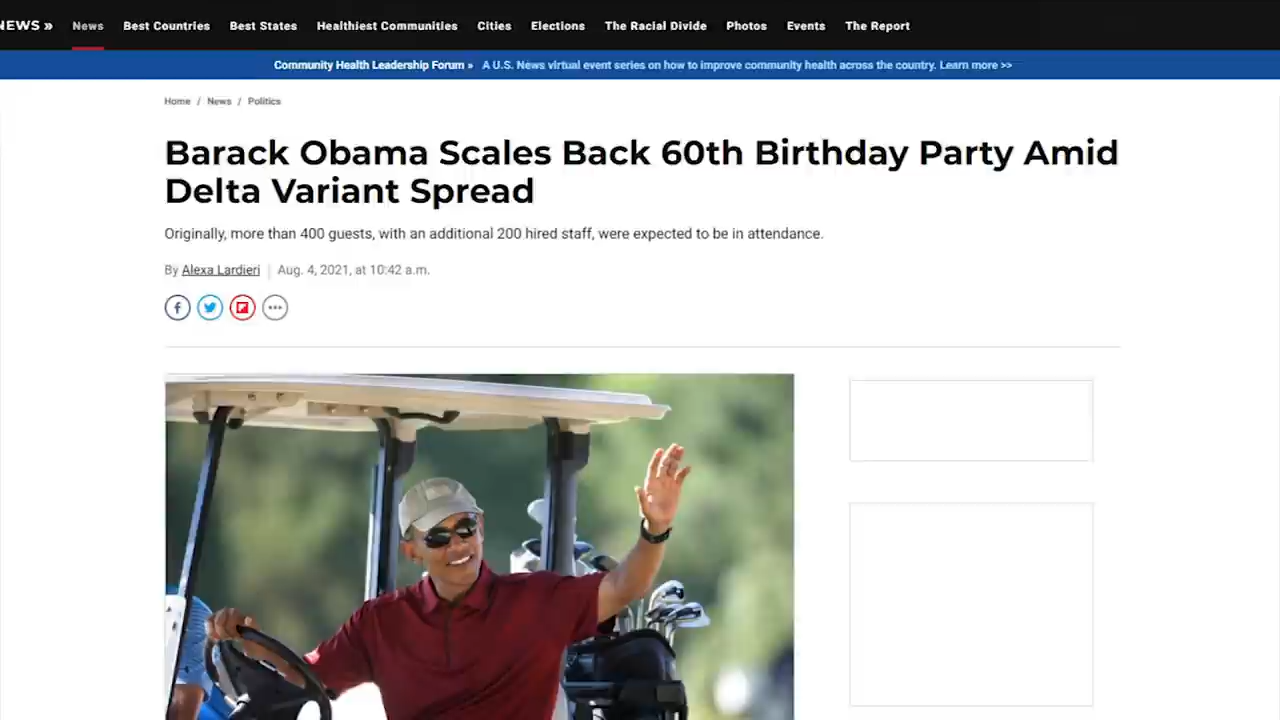 NEWS » News Best Countries Best States Healthiest Communities Cities Elections The Racial Divide Photos Events The Report
Community Health Leadership Forum » A U.S. News virtual event series on how to improve community health across the country. Learn more >>
Home / News / Politics
Barack Obama Scales Back 60th Birthday Party Amid
Delta Variant Spread
Originally, more than 400 guests, with an additional 200 hired staff, were expected to be in attendance.
By Alexa Lardieri | Aug. 4, 2021, at 10:42 a.m.